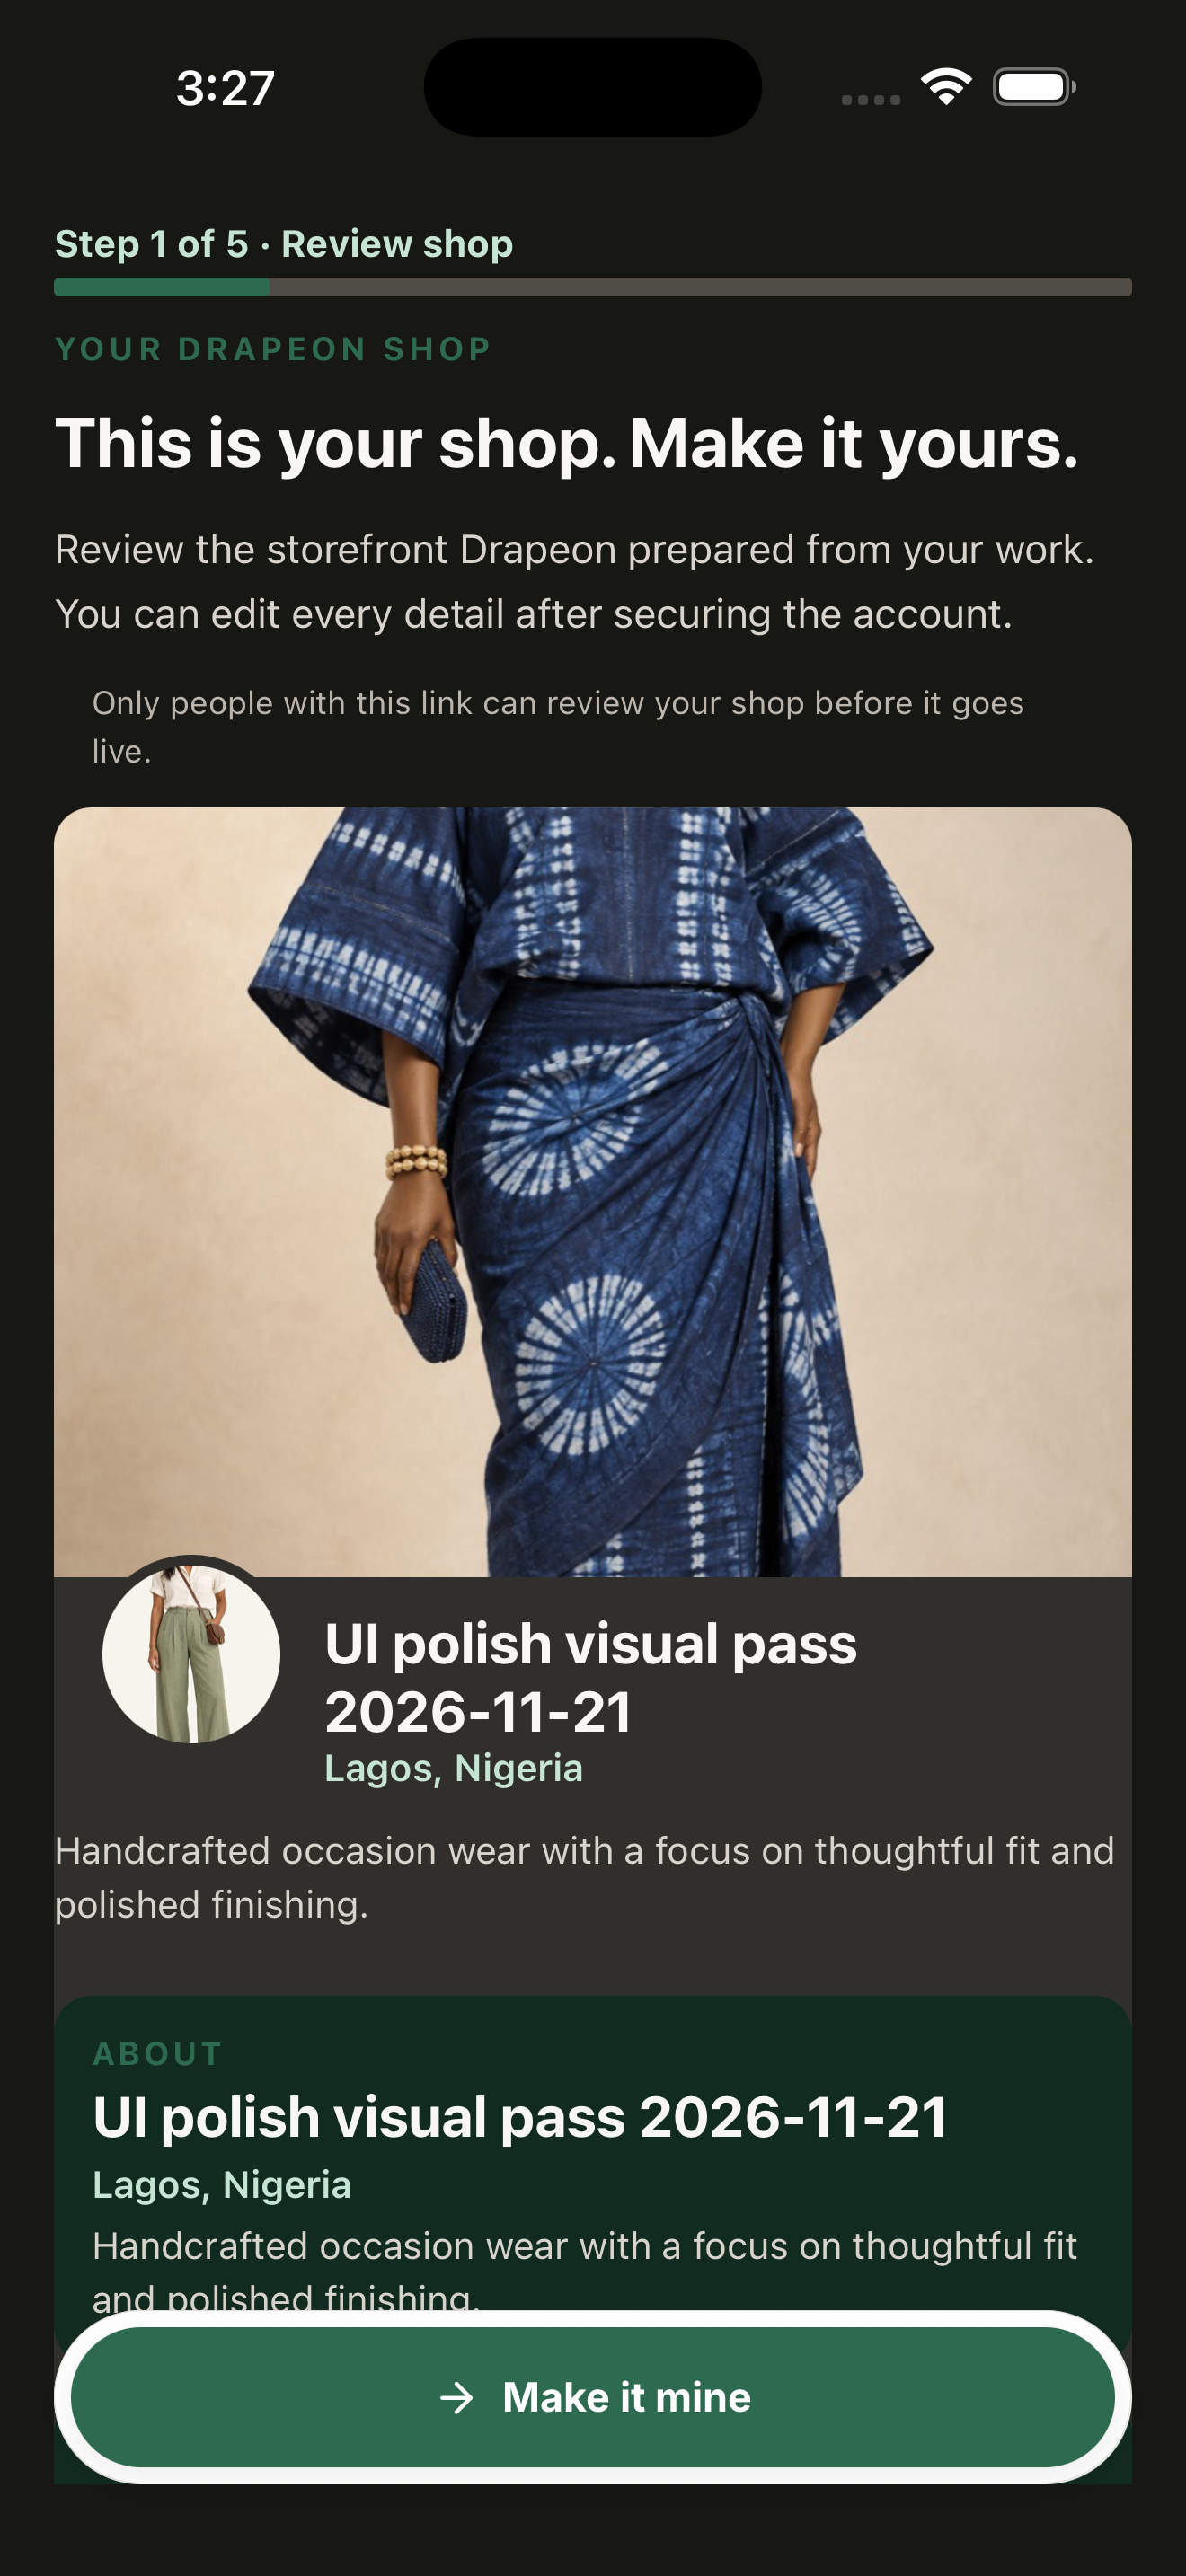 3:27
Step 1 of 5 · Review shop
YOUR DRAPEON SHOP
This is your shop. Make it yours.
Review the storefront Drapeon prepared from your work.
You can edit every detail after securing the account.
Only people with this link can review your shop before it goes
live.
UI polish visual pass
2026-11-21
Lagos, Nigeria
Handcrafted occasion wear with a focus on thoughtful fit and
polished finishing.
ABOUT
UI polish visual pass 2026-11-21
Lagos, Nigeria
Handcrafted occasion wear with a focus on thoughtful fit
and polished finishing.
Make it mine